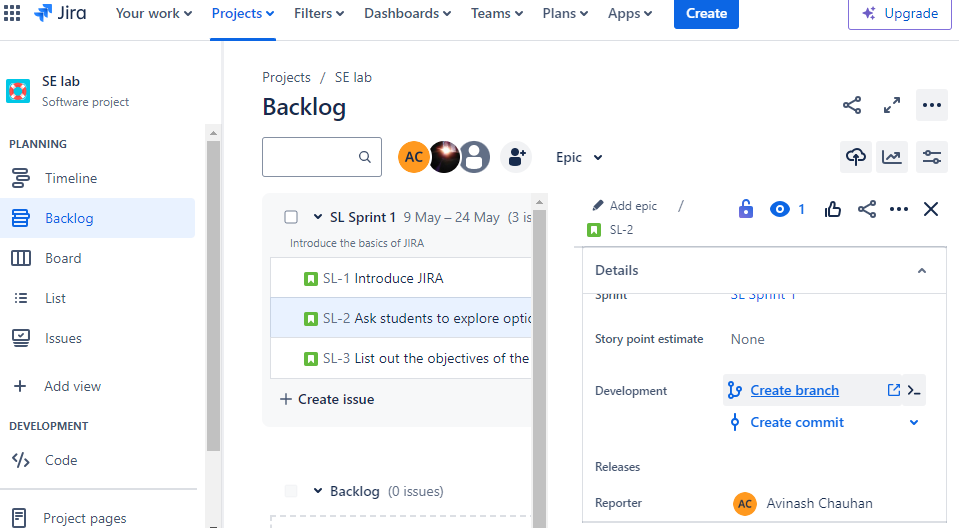 Jira
Your work
Projects
Filters
Dashboards
Teams
Plans
Apps
Create
Upgrade
SE lab
Software project
PLANNING
Timeline
Backlog
Board
List
Issues
Add view
DEVELOPMENT
Code
Project pages
Projects / SE lab
Backlog
AC
Epic
SL Sprint 1 9 May – 24 May (3 is
Introduce the basics of JIRA
SL-1 Introduce JIRA
SL-2 Ask students to explore optic
SL-3 List out the objectives of the
+ Create issue
Backlog (0 issues)
Add epic /
1
SL-2
Details
Sprint SL Sprint 1
Story point estimate None
Development Create branch
Create commit
Releases
Reporter AC Avinash Chauhan